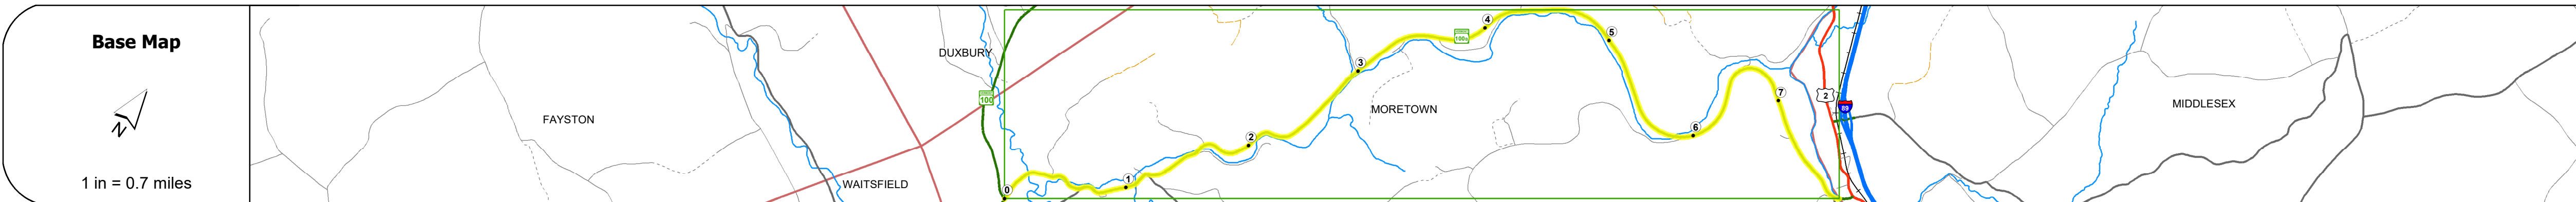 Base Map
N
1 in = 0.7 miles
FAYSTON
WAITSFIELD
DUXBURY
100
0
1
2
3
MORETOWN
100B
4
5
6
7
2
89
MIDDLESEX